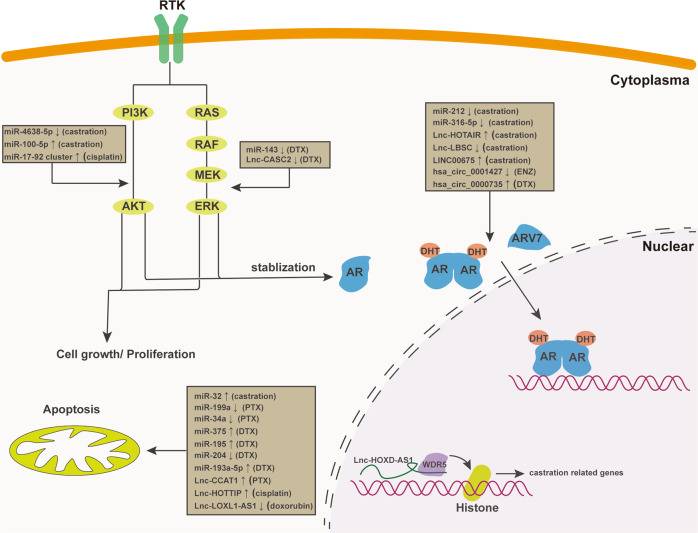 RTK
Cytoplasma
PI3K
RAS
miR-4638-5p ↓ (castration)
miR-100-5p ↑ (castration)
miR-17-92 cluster ↑ (cisplatin)
RAF
miR-143 ↓ (DTX)
Lnc-CASC2 ↓ (DTX)
MEK
AKT
ERK
miR-212 ↓ (castration)
miR-316-5p ↓ (castration)
Lnc-HOTAIR ↑ (castration)
Lnc-LBSC ↓ (castration)
LINC00675 ↑ (castration)
hsa_circ_0001427 ↓ (ENZ)
hsa_circ_0000735 ↑ (DTX)
stablization
AR
DHT DHT
AR AR
ARV7
Nuclear
DHT DHT
AR AR
Cell growth/ Proliferation
Apoptosis
miR-32 ↑ (castration)
miR-199a ↓ (PTX)
miR-34a ↓ (PTX)
miR-375 ↑ (DTX)
miR-195 ↑ (DTX)
miR-204 ↓ (DTX)
miR-193a-5p ↑ (DTX)
Lnc-CCAT1 ↑ (PTX)
Lnc-HOTTIP ↑ (cisplatin)
Lnc-LOXL1-AS1 ↓ (doxorubin)
Lnc-HOXD-AS1
WDR5
castration related genes
Histone